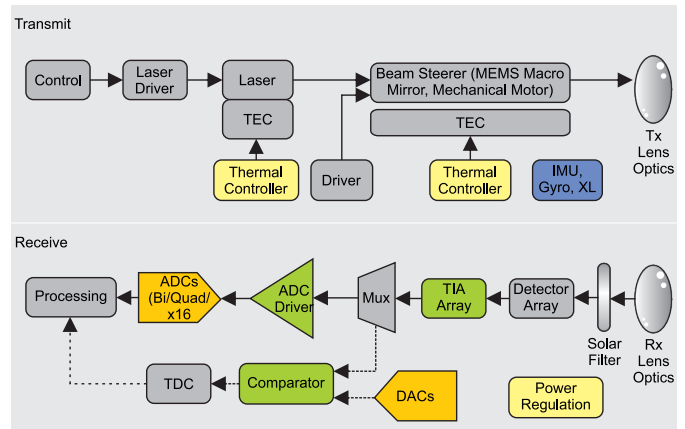 Transmit
Control
Laser
Driver
Laser
TEC
Thermal
Controller
Driver
Beam Steerer (MEMS Macro
Mirror, Mechanical Motor)
TEC
Thermal
Controller
IMU,
Gyro, XL
Tx
Lens
Optics
Receive
Processing
ADCs
(Bi/Quad/
x16
ADC
Driver
Mux
TIA
Array
Detector
Array
Solar
Filter
Rx
Lens
Optics
TDC
Comparator
DACs
Power
Regulation